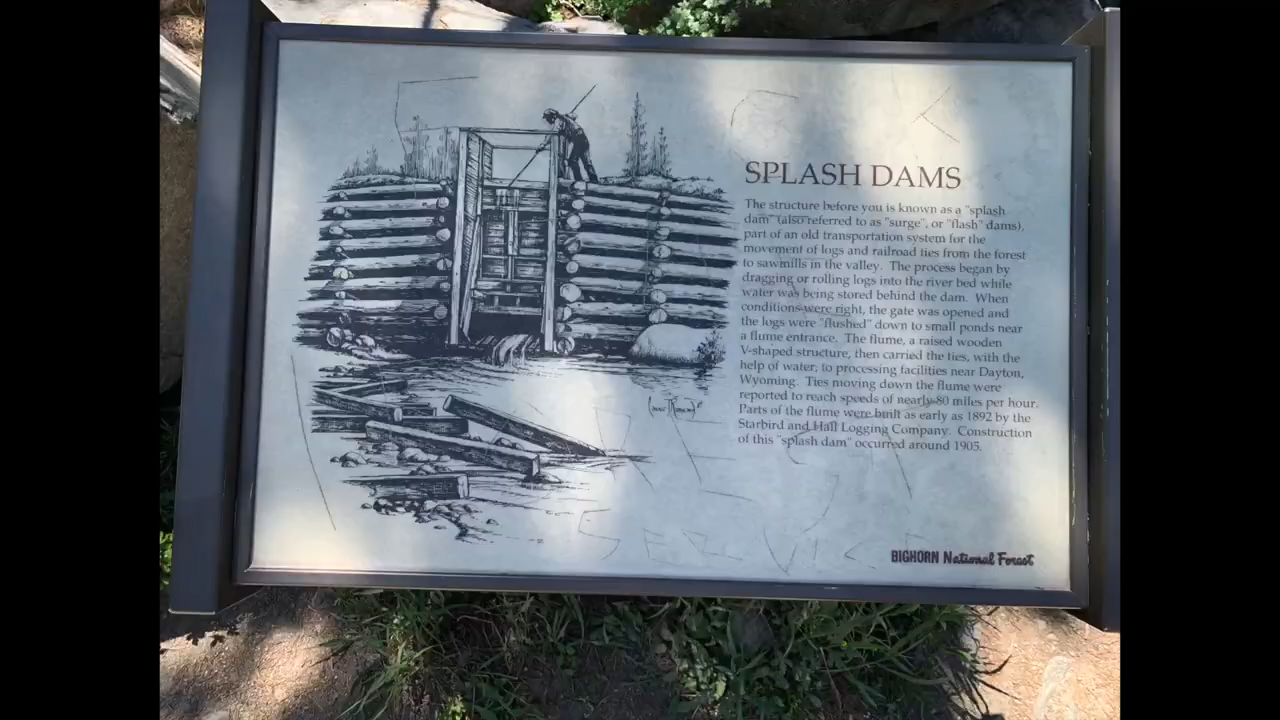 SPLASH DAMS
The structure before you is known as a "splash
dam" (also referred to as "surge", or "flash" dams),
part of an old transportation system for the
movement of logs and railroad ties from the forest
to sawmills in the valley. The process began by
dragging or rolling logs into the river bed while
water was being stored behind the dam. When
conditions were right, the gate was opened and
the logs were "flushed" down to small ponds near
a flume entrance. The flume, a raised wooden
V-shaped structure, then carried the ties, with the
help of water, to processing facilities near Dayton,
Wyoming. Ties moving down the flume were
reported to reach speeds of nearly 80 miles per hour.
Parts of the flume were built as early as 1892 by the
Starbird and Hall Logging Company. Construction
of this "splash dam" occurred around 1905.
SERVICE
BIGHORN National Forest